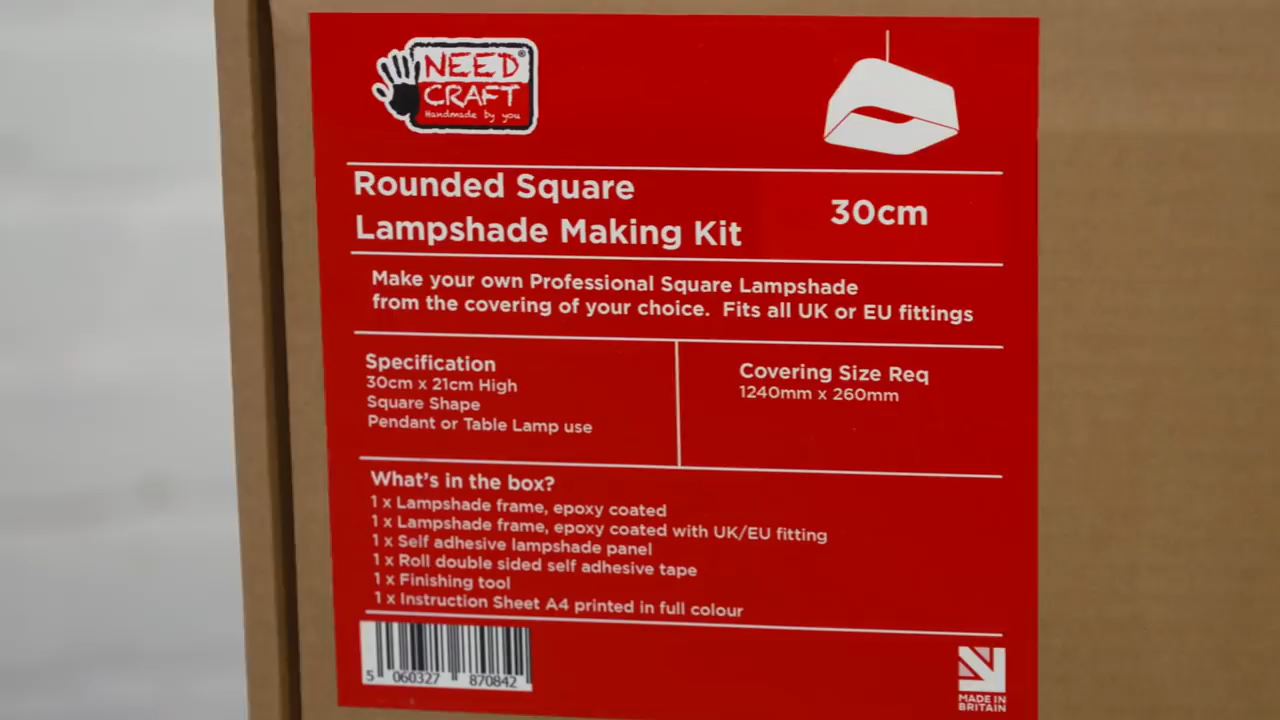 NEED®
CRAFT
Handmade by you
Rounded Square
Lampshade Making Kit
30cm
Make your own Professional Square Lampshade
from the covering of your choice. Fits all UK or EU fittings
Specification
30cm x 21cm High
Square Shape
Pendant or Table Lamp use
Covering Size Req
1240mm x 260mm
What's in the box?
1 x Lampshade frame, epoxy coated
1 x Lampshade frame, epoxy coated with UK/EU fitting
1 x Self adhesive lampshade panel
1 x Roll double sided self adhesive tape
1 x Finishing tool
1 x Instruction Sheet A4 printed in full colour
5 060327 870842
MADE IN
BRITAIN